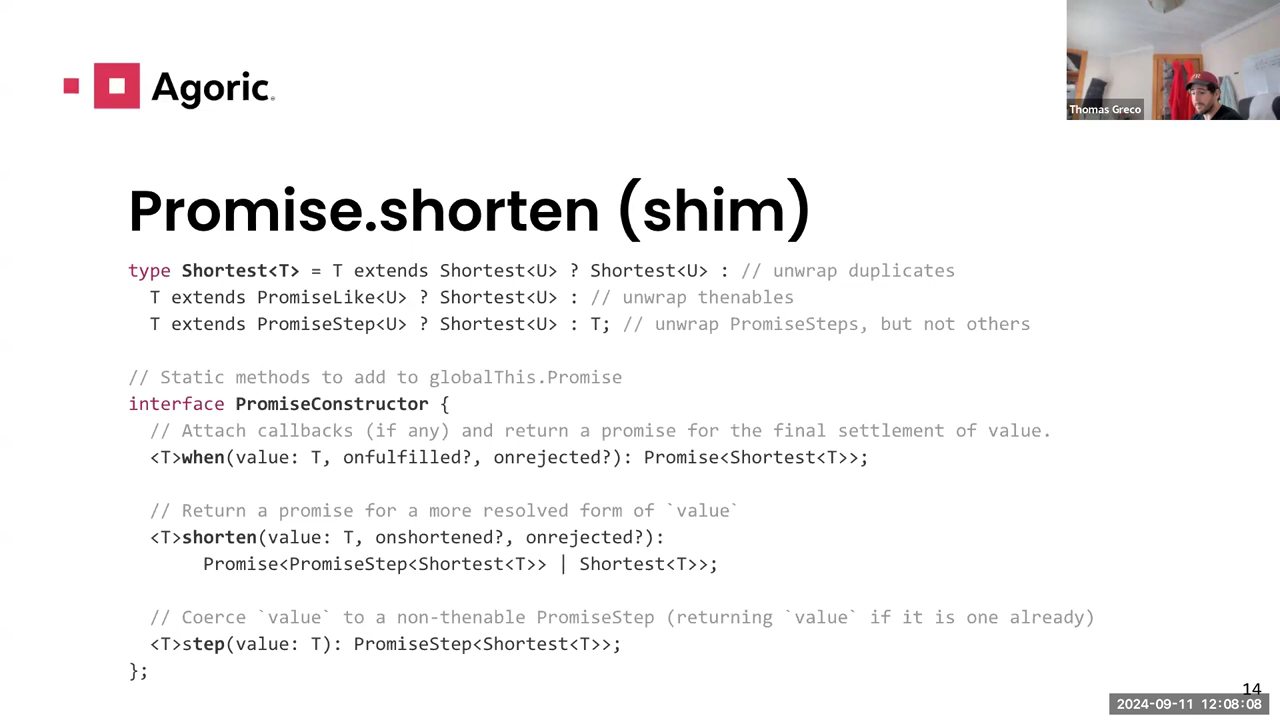 Agoric
Thomas Greco
Promise.shorten (shim)
type Shortest<T> = T extends Shortest<U> ? Shortest<U> : // unwrap duplicates
T extends PromiseLike<U> ? Shortest<U> : // unwrap thenables
T extends PromiseStep<U> ? Shortest<U> : T; // unwrap PromiseSteps, but not others
// Static methods to add to globalThis.Promise
interface PromiseConstructor {
// Attach callbacks (if any) and return a promise for the final settlement of value.
<T>when(value: T, onfulfilled?, onrejected?): Promise<Shortest<T>>;
// Return a promise for a more resolved form of `value`
<T>shorten(value: T, onshortened?, onrejected?):
Promise<PromiseStep<Shortest<T>> | Shortest<T>>;
// Coerce `value` to a non-thenable PromiseStep (returning `value` if it is one already)
<T>step(value: T): PromiseStep<Shortest<T>>;
};
14
2024-09-11 12:08:08